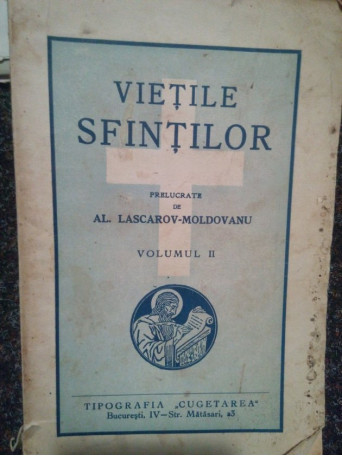 VIEȚILE
SFINȚILOR
PRELUCRATE
DE
AL. LASCAROV-MOLDOVANU
VOLUMUL II
TIPOGRAFIA „CUGETAREA"
București, IV—Str. Mătăsari, 23